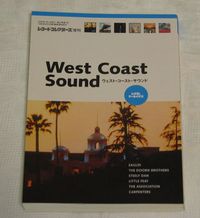 レコード・コレクターズ増刊
West Coast
Sound
ウェスト・コースト・サウンド
EAGLES
THE DOOBIE BROTHERS
STEELY DAN
LITTLE FEAT
THE ASSOCIATION
CARPENTERS